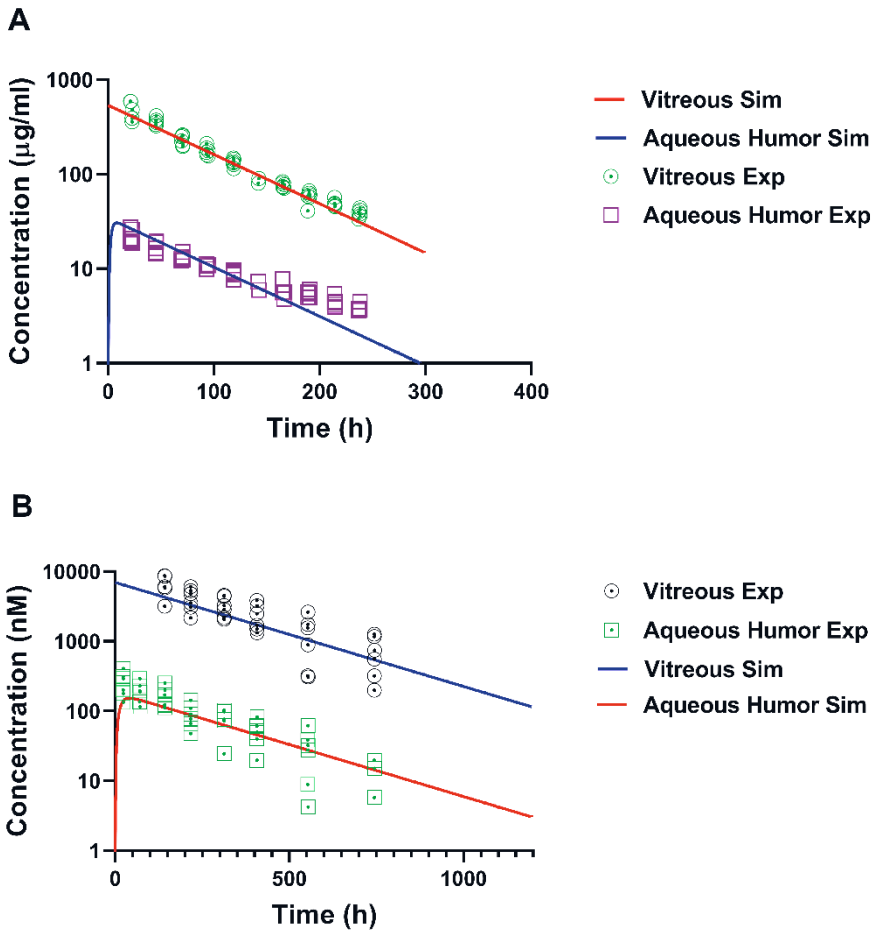 A
1000
100
10
1
Concentration (μg/ml)
0
100
200
300
400
Time (h)
Vitreous Sim
Aqueous Humor Sim
Vitreous Exp
Aqueous Humor Exp
B
10000
1000
100
10
1
Concentration (nM)
0
500
1000
Time (h)
Vitreous Exp
Aqueous Humor Exp
Vitreous Sim
Aqueous Humor Sim